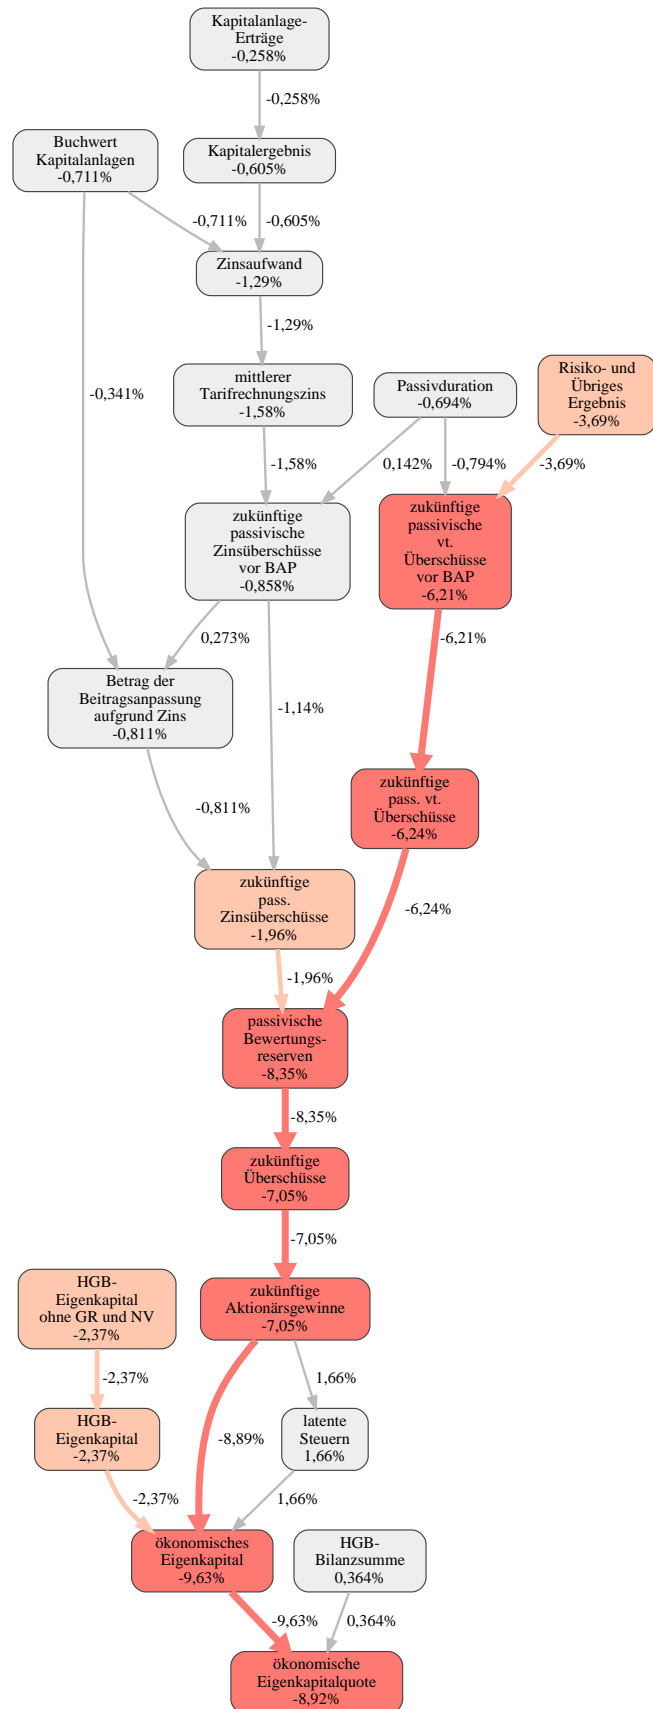 Kapitalanlage-
Erträge
-0,258%
-0,258%
Buchwert
Kapitalanlagen
-0,711%
Kapitalergebnis
-0,605%
-0,711%
-0,605%
Zinsaufwand
-1,29%
-1,29%
-0,341%
mittlerer
Tarifrechnungszins
-1,58%
Passivduration
-0,694%
Risiko- und
Übriges
Ergebnis
-3,69%
-1,58%
0,142%
-0,794%
-3,69%
zukünftige
passivische
Zinsüberschüsse
vor BAP
-0,858%
zukünftige
passivische
vt.
Überschüsse
vor BAP
-6,21%
0,273%
-6,21%
Betrag der
Beitragsanpassung
aufgrund Zins
-0,811%
-1,14%
zukünftige
pass. vt.
Überschüsse
-6,24%
-0,811%
zukünftige
pass.
Zinsüberschüsse
-1,96%
-6,24%
-1,96%
passivische
Bewertungs-
reserven
-8,35%
-8,35%
zukünftige
Überschüsse
-7,05%
-7,05%
HGB-
Eigenkapital
ohne GR und NV
-2,37%
zukünftige
Aktionärsgewinne
-7,05%
-2,37%
1,66%
HGB-
Eigenkapital
-2,37%
-8,89%
latente
Steuern
1,66%
-2,37%
1,66%
ökonomisches
Eigenkapital
-9,63%
HGB-
Bilanzsumme
0,364%
-9,63%
0,364%
ökonomische
Eigenkapitalquote
-8,92%